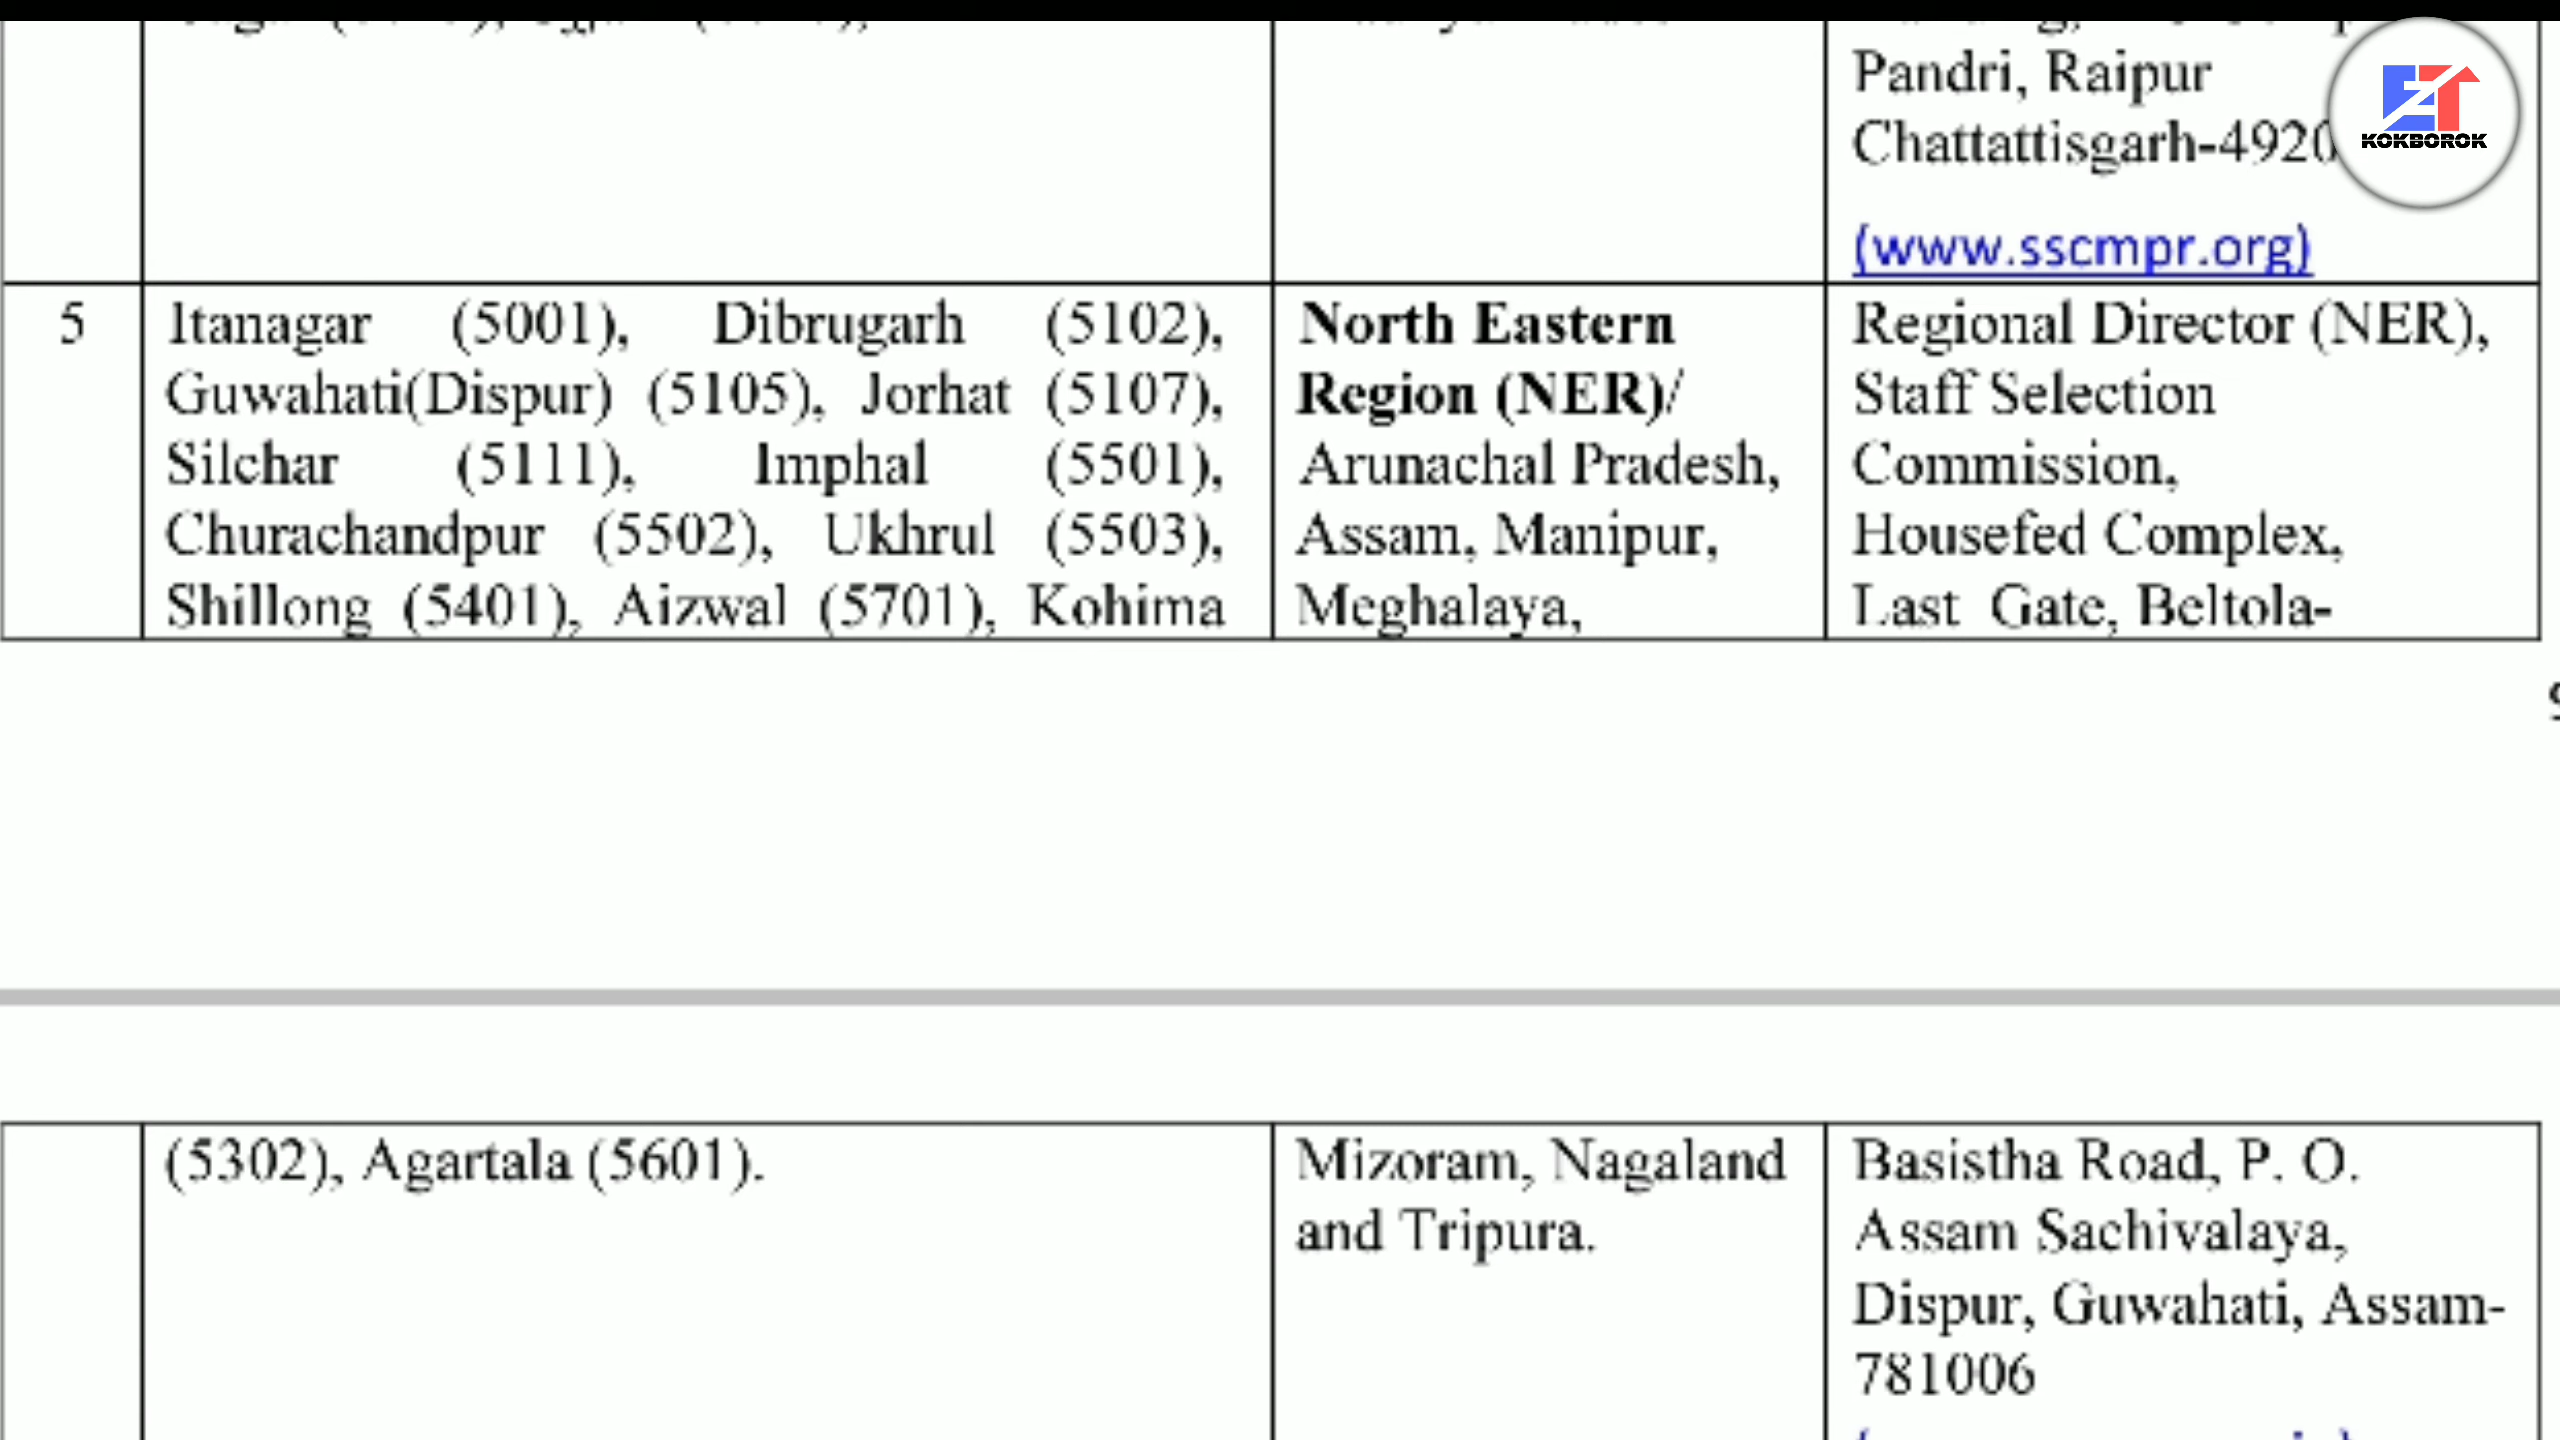 Pandri, Raipur
Chattattisgarh-4920
(www.sscmpr.org)
KOKBOROK
5
Itanagar (5001), Dibrugarh (5102),
Guwahati(Dispur) (5105), Jorhat (5107),
Silchar (5111), Imphal (5501),
Churachandpur (5502), Ukhrul (5503),
Shillong (5401), Aizwal (5701), Kohima
North Eastern
Region (NER)/
Arunachal Pradesh,
Assam, Manipur,
Meghalaya,
Regional Director (NER),
Staff Selection
Commission,
Housefed Complex,
Last Gate, Beltola-
(5302), Agartala (5601).
Mizoram, Nagaland
and Tripura.
Basistha Road, P. O.
Assam Sachivalaya,
Dispur, Guwahati, Assam-
781006